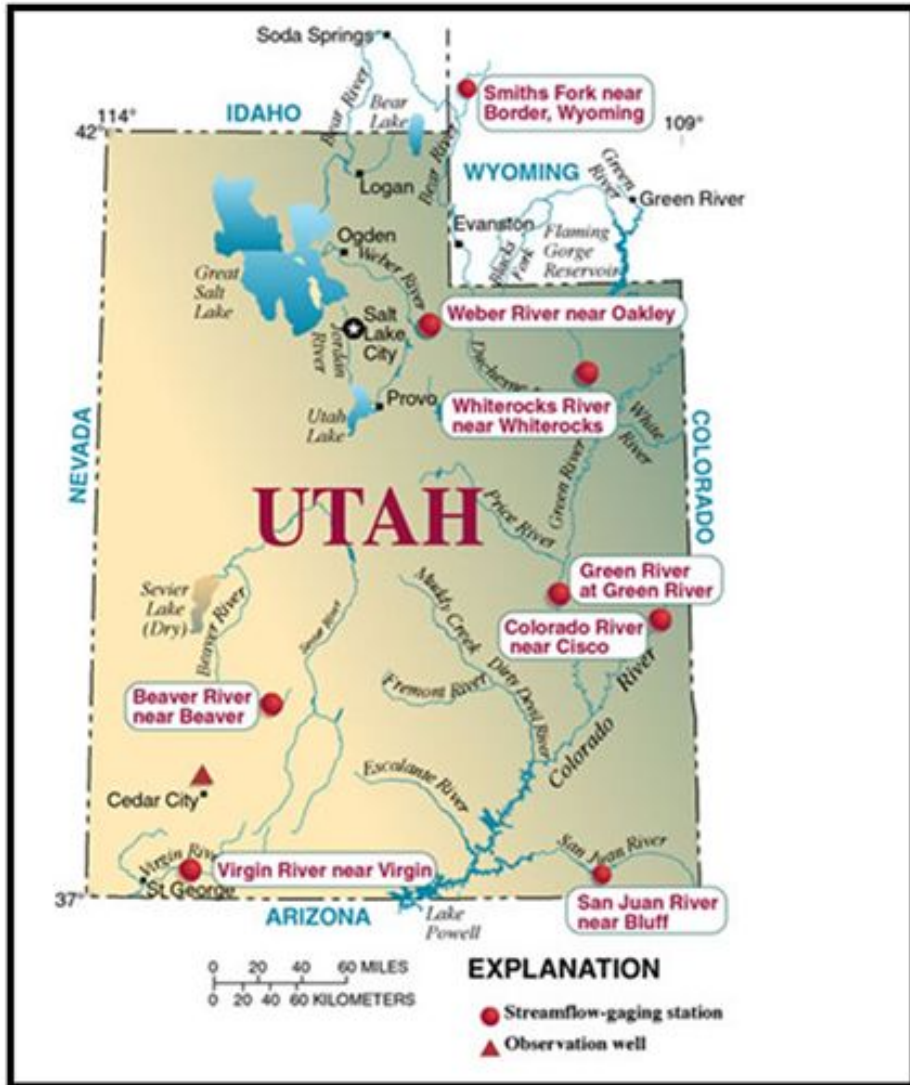 Soda Springs
Smiths Fork near
Border, Wyoming
IDAHO
114°
42°
109°
Bear River
Bear
Lake
Bear River
WYOMING
Green
River
Logan
Green River
Evanston
Ogden
Blacks
Fork
Flaming
Gorge
Reservoir
Weber River
Great
Salt
Lake
Weber River near Oakley
Salt
Lake
City
Jordan
River
Duchesne
Provo
Utah
Lake
Whiterocks River
near Whiterocks
White
River
NEVADA
COLORADO
UTAH
Green River
Price River
Green River
at Green River
Sevier
Lake
(Dry)
Beaver River
Muddy Creek
Colorado River
near Cisco
River
Dirty Devil River
Fremont River
Beaver River
near Beaver
Colorado
Escalante River
Cedar City
Virgin River near Virgin
San Juan River
St George
37°
ARIZONA
Lake
Powell
San Juan River
near Bluff
0 20 40 60 MILES
0 20 40 60 KILOMETERS
EXPLANATION
Streamflow-gaging station
Observation well